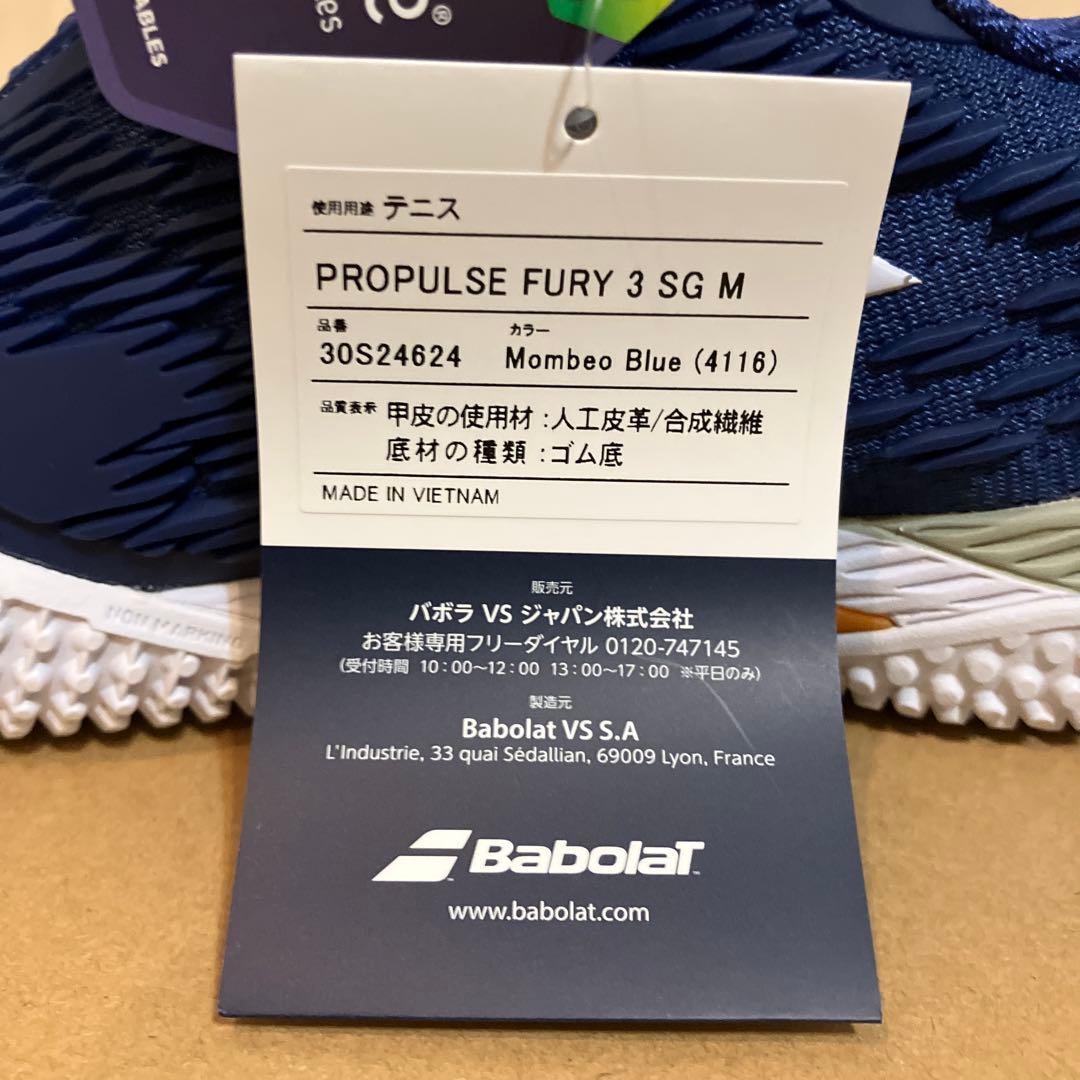 ABLES
®
使用用途 テニス
PROPULSE FURY 3 SG M
品番 カラー
30S24624 Mombeo Blue (4116)
品質表示 甲皮の使用材:人工皮革/合成繊維
底材の種類:ゴム底
MADE IN VIETNAM
NON MARKING
販売元
バボラ VS ジャパン株式会社
お客様専用フリーダイヤル 0120-747145
(受付時間 10:00〜12:00 13:00〜17:00 ※平日のみ)
製造元
Babolat VS S.A
L'Industrie, 33 quai Sédallian, 69009 Lyon, France
BabolaT
www.babolat.com